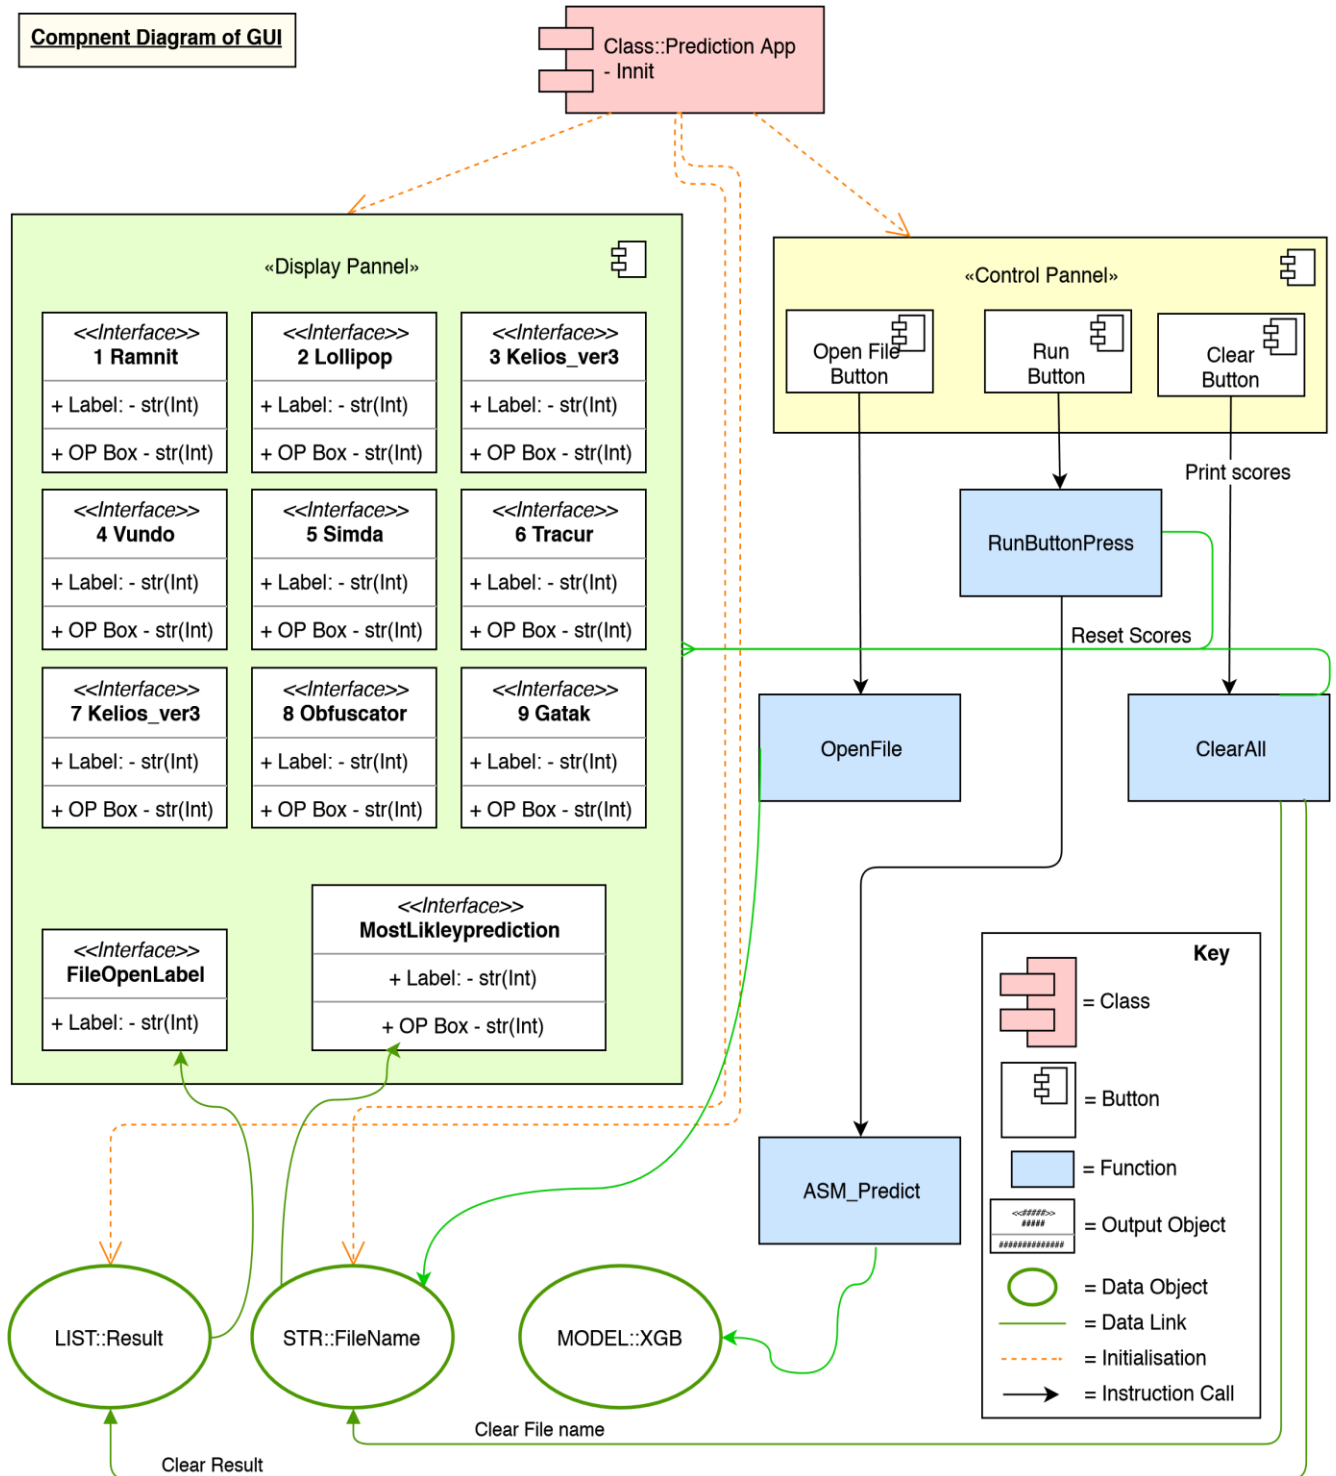 Compnent Diagram of GUI
Class::Prediction App
- Innit
«Display Pannel»
<<Interface>>
1 Ramnit
+ Label: - str(Int)
+ OP Box - str(Int)
<<Interface>>
2 Lollipop
+ Label: - str(Int)
+ OP Box - str(Int)
<<Interface>>
3 Kelios_ver3
+ Label: - str(Int)
+ OP Box - str(Int)
<<Interface>>
4 Vundo
+ Label: - str(Int)
+ OP Box - str(Int)
<<Interface>>
5 Simda
+ Label: - str(Int)
+ OP Box - str(Int)
<<Interface>>
6 Tracur
+ Label: - str(Int)
+ OP Box - str(Int)
<<Interface>>
7 Kelios_ver3
+ Label: - str(Int)
+ OP Box - str(Int)
<<Interface>>
8 Obfuscator
+ Label: - str(Int)
+ OP Box - str(Int)
<<Interface>>
9 Gatak
+ Label: - str(Int)
+ OP Box - str(Int)
<<Interface>>
FileOpenLabel
+ Label: - str(Int)
<<Interface>>
MostLikleyprediction
+ Label: - str(Int)
+ OP Box - str(Int)
«Control Pannel»
Open File
Button
Run
Button
Clear
Button
Print scores
RunButtonPress
Reset Scores
OpenFile
ClearAll
ASM_Predict
LIST::Result
STR::FileName
MODEL::XGB
Clear File name
Clear Result
Key
= Class
= Button
= Function
<<#####>>
#####
##############
= Output Object
= Data Object
= Data Link
= Initialisation
= Instruction Call